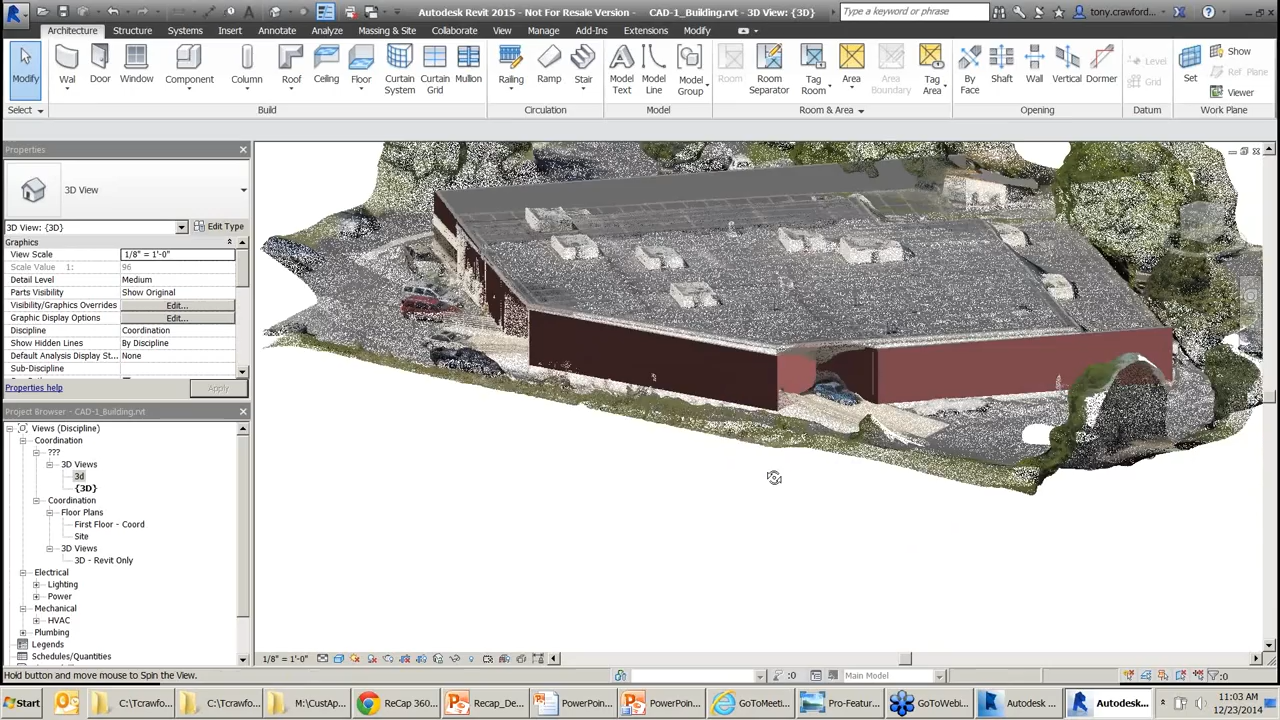 Autodesk Revit 2015 - Not For Resale Version - CAD-1_Building.rvt - 3D View: {3D}
Type a keyword or phrase
tony.crawford...
Architecture Structure Systems Insert Annotate Analyze Massing & Site Collaborate View Manage Add-Ins Extensions Modify
Modify Wall Door Window Component Column Roof Ceiling Floor Curtain System Curtain Grid Mullion Railing Ramp Stair Model Text Model Line Model Group Room Room Separator Tag Room Area Area Boundary Tag Area By Face Shaft Wall Vertical Dormer Level Grid Set Show Ref Plane Viewer
Select Build Circulation Model Room & Area Opening Datum Work Plane
Properties
3D View
3D View: {3D} Edit Type
Graphics
View Scale 1/8" = 1'-0"
Scale Value 1: 96
Detail Level Medium
Parts Visibility Show Original
Visibility/Graphics Overrides Edit...
Graphic Display Options Edit...
Discipline Coordination
Show Hidden Lines By Discipline
Default Analysis Display St... None
Sub-Discipline
Properties help Apply
Project Browser - CAD-1_Building.rvt
Views (Discipline)
Coordination
???
3D Views
3d
{3D}
Coordination
Floor Plans
First Floor - Coord
Site
3D Views
3D - Revit Only
Electrical
Lighting
Power
Mechanical
HVAC
Plumbing
Legends
Schedules/Quantities
1/8" = 1'-0"
Hold button and move mouse to Spin the View.
:0 Main Model :0
Start C:\Tcrawfo... C:\Tcrawfo... M:\CustAp... ReCap 360... Recap_De... PowerPoin... PowerPoin... GoToMeeti... Pro-Featur... GoToWebi... Autodesk... Autodesk...
11:03 AM
12/23/2014